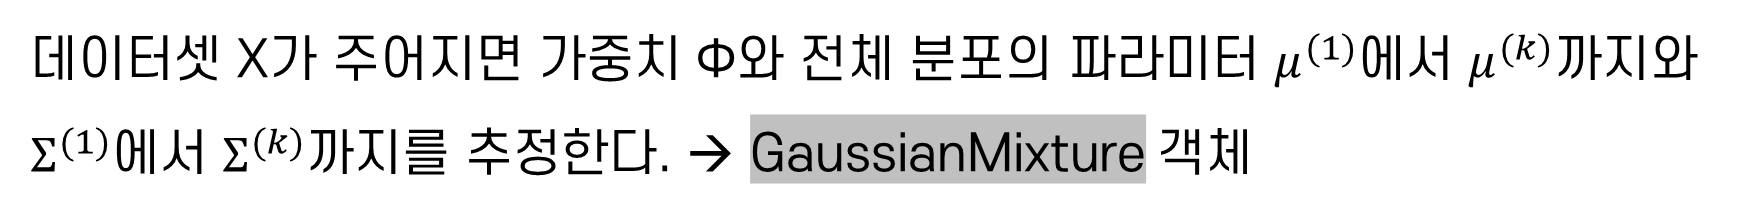 데이터셋 X가 주어지면 가중치 Φ와 전체 분포의 파라미터 μ⁽¹⁾에서 μ⁽ᵏ⁾까지와
Σ⁽¹⁾에서 Σ⁽ᵏ⁾까지를 추정한다. → GaussianMixture 객체